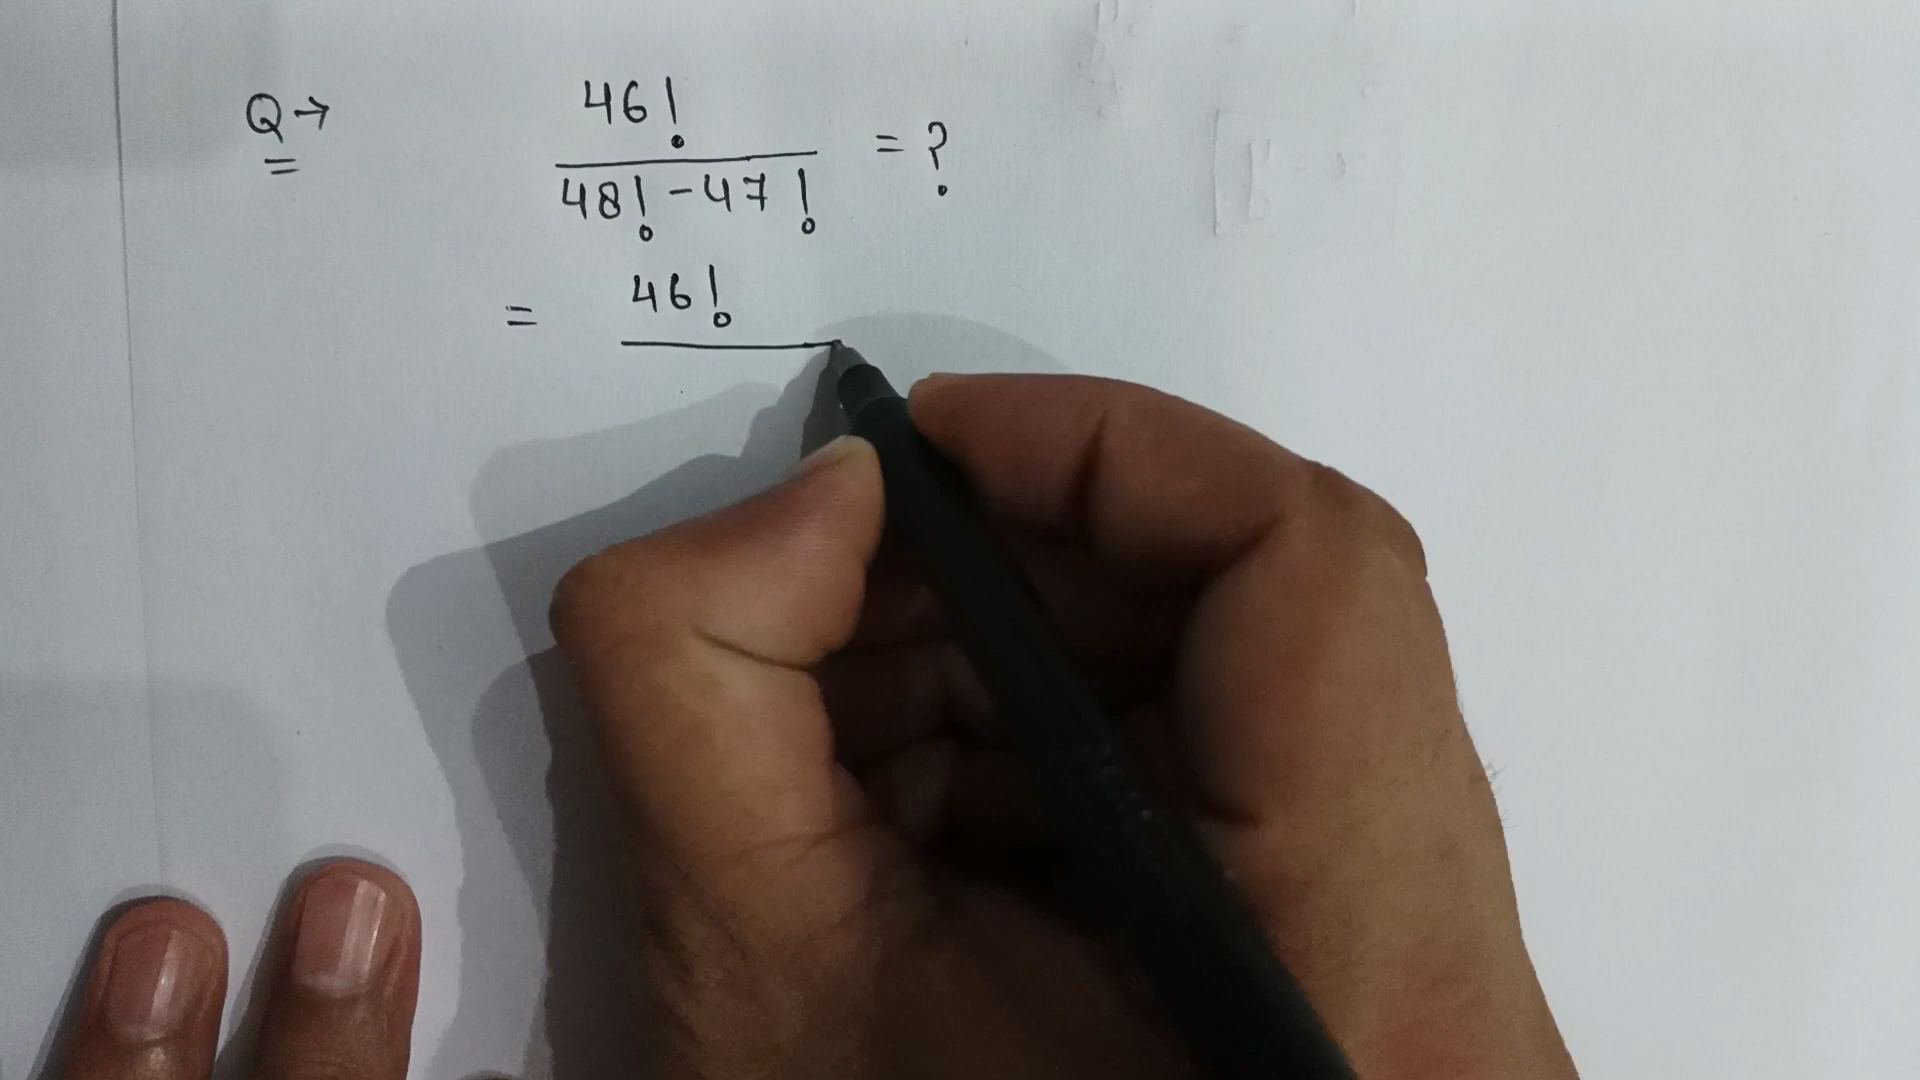 Q→ 46! / 48! - 47! = ?
= 46!